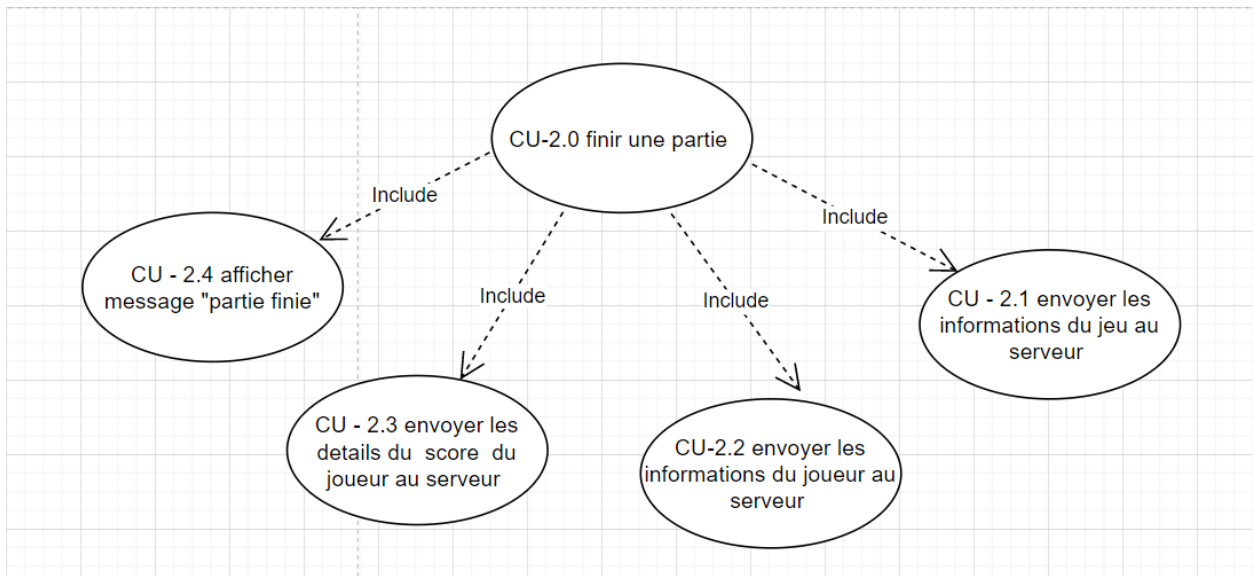 CU-2.0 finir une partie
Include
Include
CU - 2.4 afficher
message "partie finie"
Include
Include
CU - 2.1 envoyer les
informations du jeu au
serveur
CU - 2.3 envoyer les
details du score du
joueur au serveur
CU-2.2 envoyer les
informations du joueur au
serveur